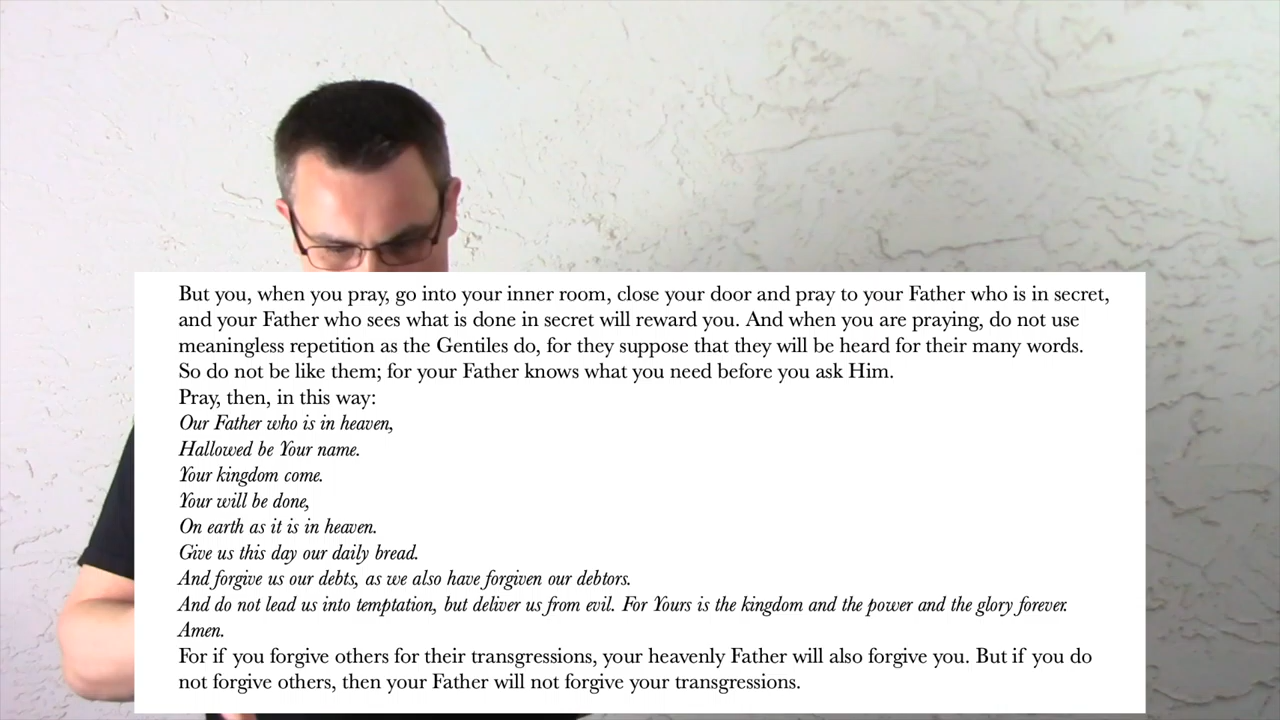 But you, when you pray, go into your inner room, close your door and pray to your Father who is in secret,
and your Father who sees what is done in secret will reward you. And when you are praying, do not use
meaningless repetition as the Gentiles do, for they suppose that they will be heard for their many words.
So do not be like them; for your Father knows what you need before you ask Him.
Pray, then, in this way:
Our Father who is in heaven,
Hallowed be Your name.
Your kingdom come.
Your will be done,
On earth as it is in heaven.
Give us this day our daily bread.
And forgive us our debts, as we also have forgiven our debtors.
And do not lead us into temptation, but deliver us from evil. For Yours is the kingdom and the power and the glory forever.
Amen.
For if you forgive others for their transgressions, your heavenly Father will also forgive you. But if you do
not forgive others, then your Father will not forgive your transgressions.